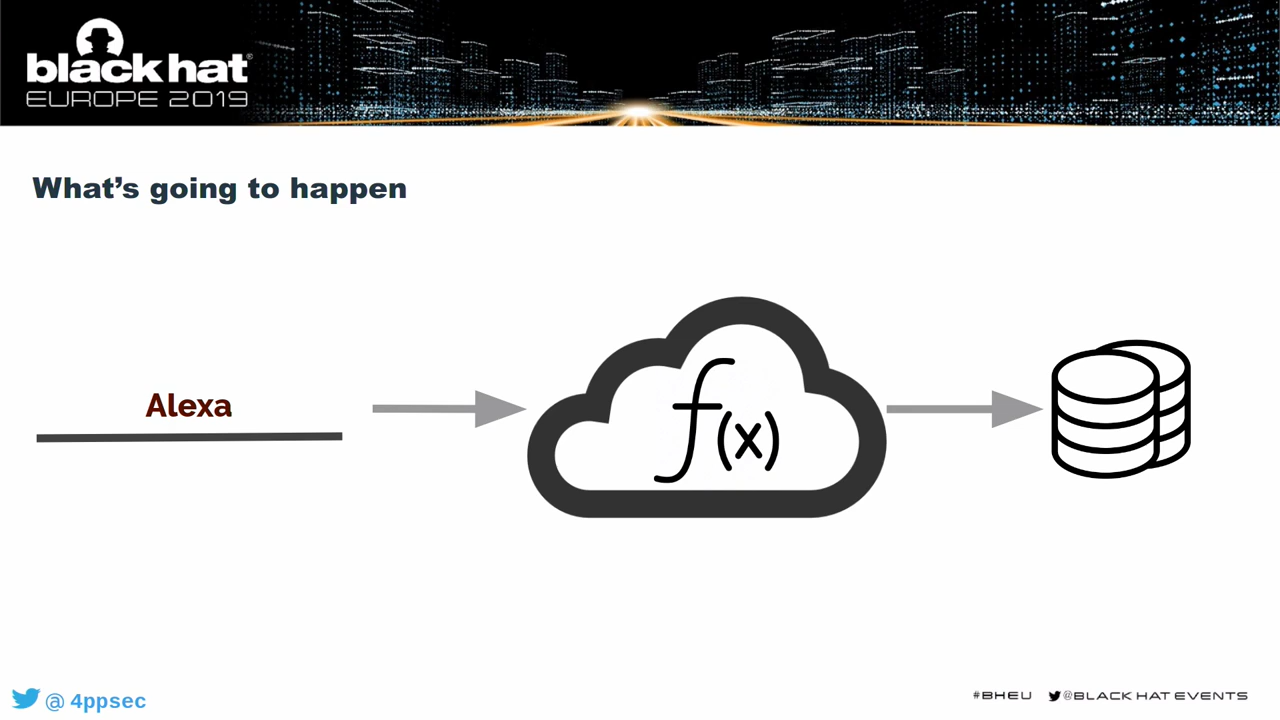 black hat®
EUROPE 2019
What's going to happen
Alexa
f(x)
@ 4ppsec
#BHEU @BLACK HAT EVENTS